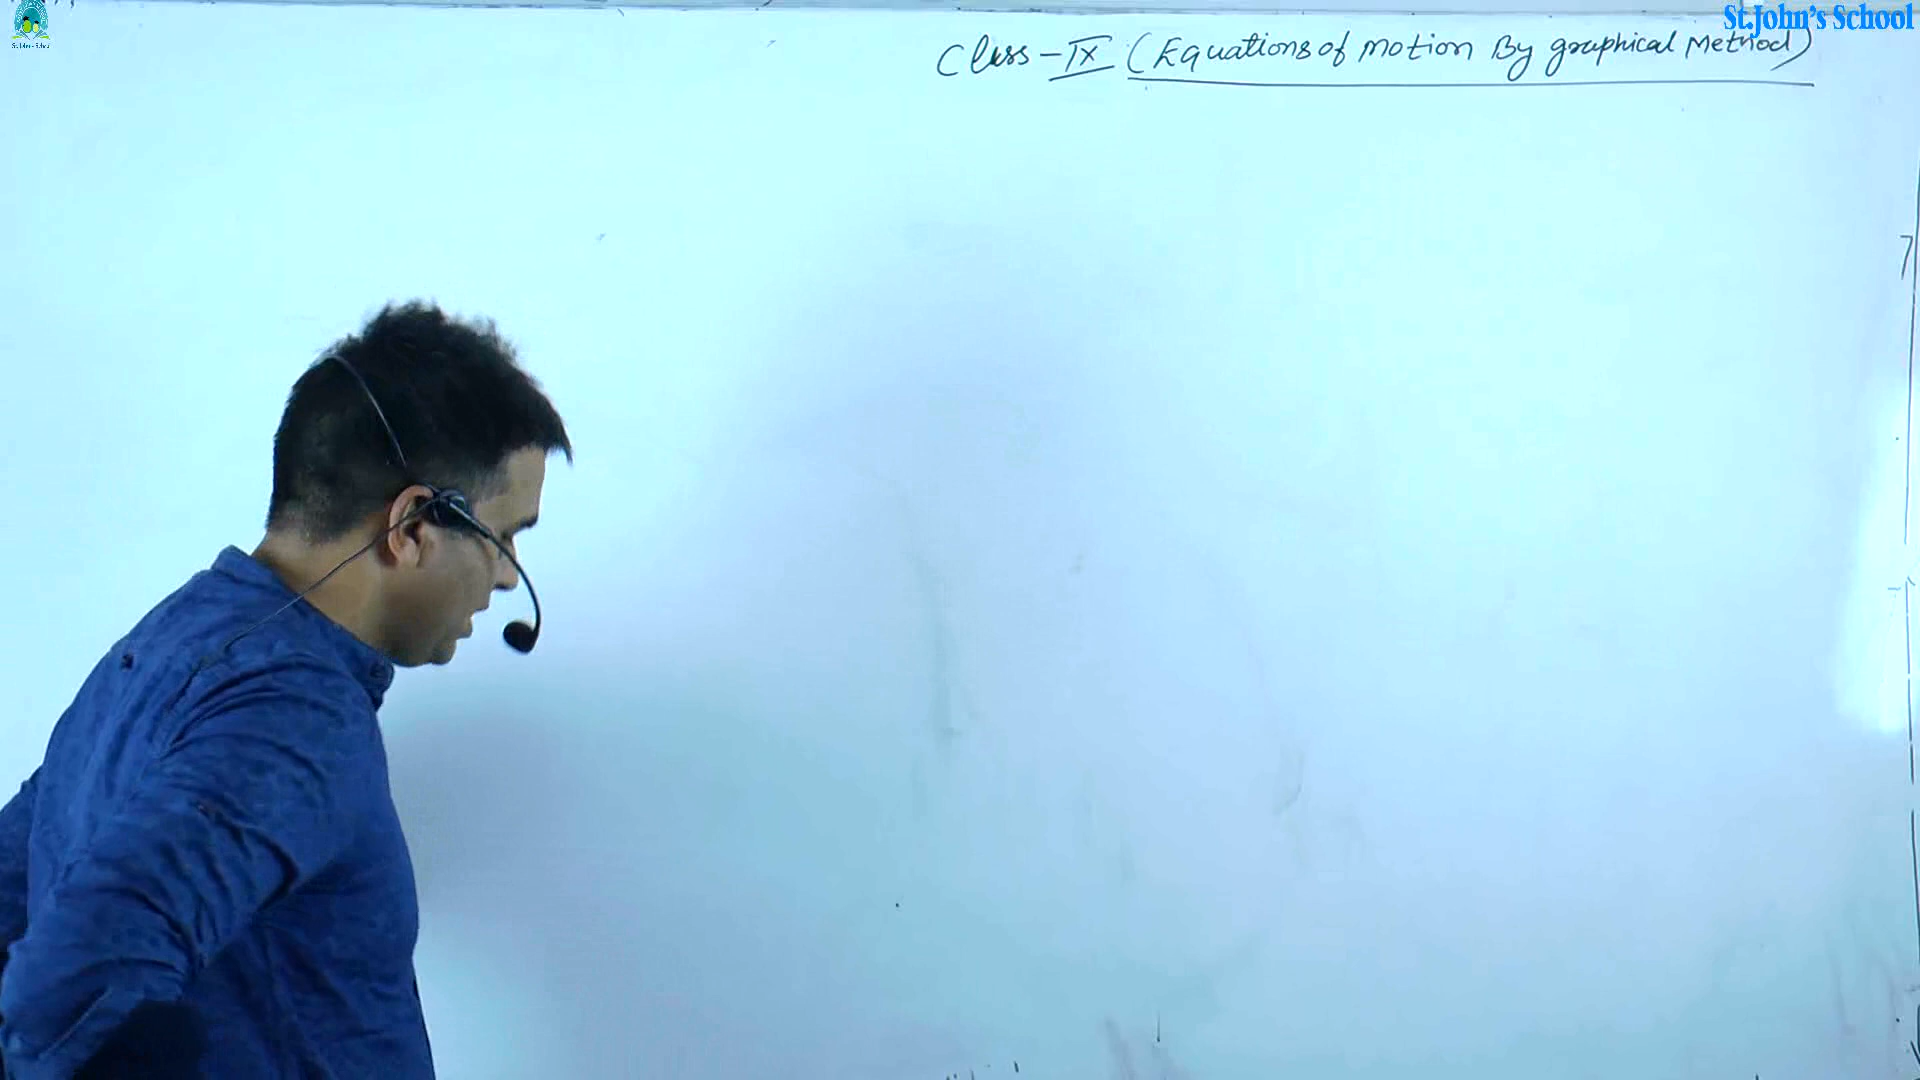 St.John's School
Class - IX (Equations of motion By graphical Method)